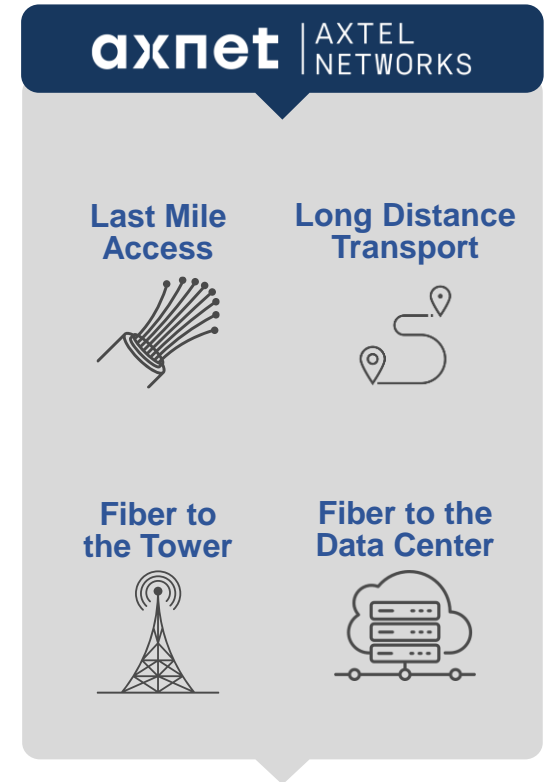 axnet
AXTEL
NETWORKS
Last Mile
Access
Long Distance
Transport
Fiber to
the Tower
Fiber to the
Data Center